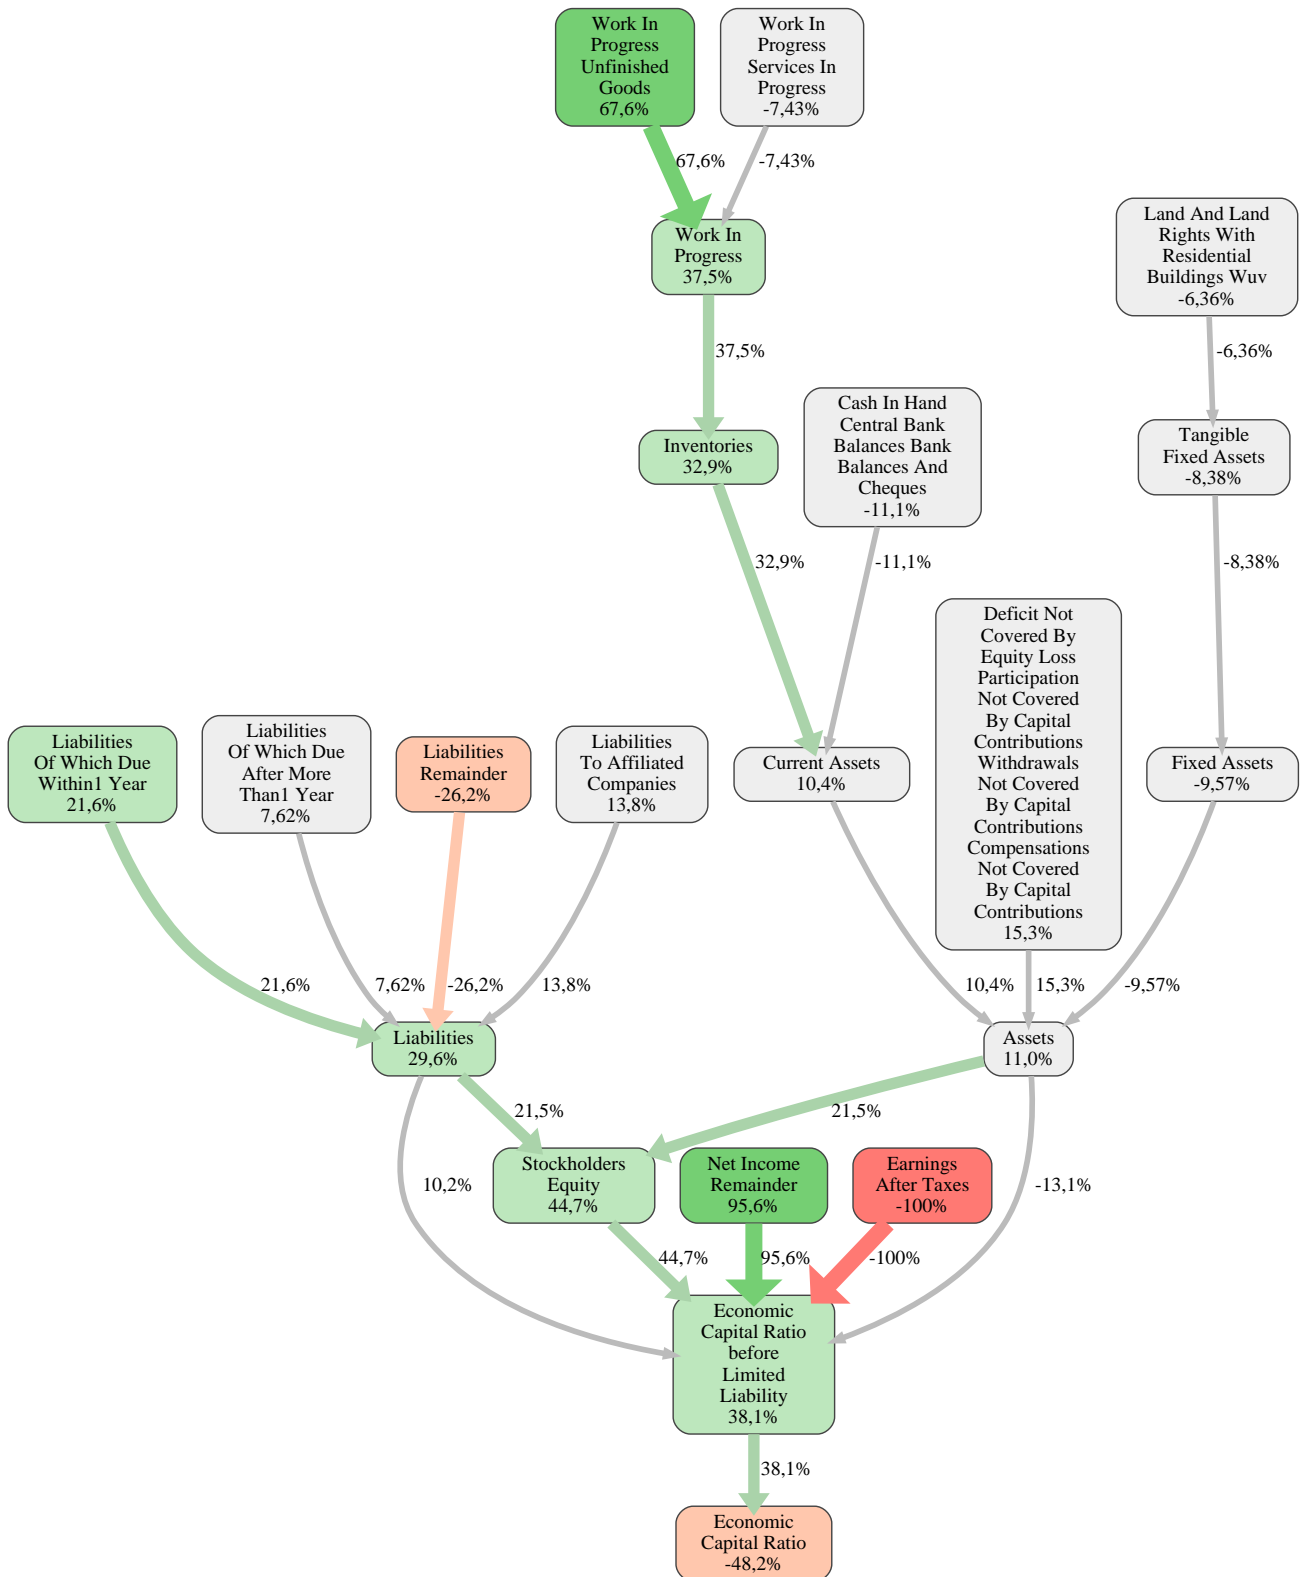 Work In
Progress
Unfinished
Goods
67,6%
Work In
Progress
Services In
Progress
-7,43%
67,6%
-7,43%
Land And Land
Rights With
Residential
Buildings Wuv
-6,36%
Work In
Progress
37,5%
37,5%
-6,36%
Cash In Hand
Central Bank
Balances Bank
Balances And
Cheques
-11,1%
Inventories
32,9%
Tangible
Fixed Assets
-8,38%
32,9%
-11,1%
-8,38%
Deficit Not
Covered By
Equity Loss
Participation
Not Covered
By Capital
Contributions
Withdrawals
Not Covered
By Capital
Contributions
Compensations
Not Covered
By Capital
Contributions
15,3%
Liabilities
Of Which Due
Within1 Year
21,6%
Liabilities
Of Which Due
After More
Than1 Year
7,62%
Liabilities
Remainder
-26,2%
Liabilities
To Affiliated
Companies
13,8%
Current Assets
10,4%
Fixed Assets
-9,57%
21,6%
7,62%
-26,2%
13,8%
10,4%
15,3%
-9,57%
Liabilities
29,6%
Assets
11,0%
21,5%
21,5%
10,2%
Stockholders
Equity
44,7%
Net Income
Remainder
95,6%
Earnings
After Taxes
-100%
-13,1%
44,7%
95,6%
-100%
Economic
Capital Ratio
before
Limited
Liability
38,1%
38,1%
Economic
Capital Ratio
-48,2%